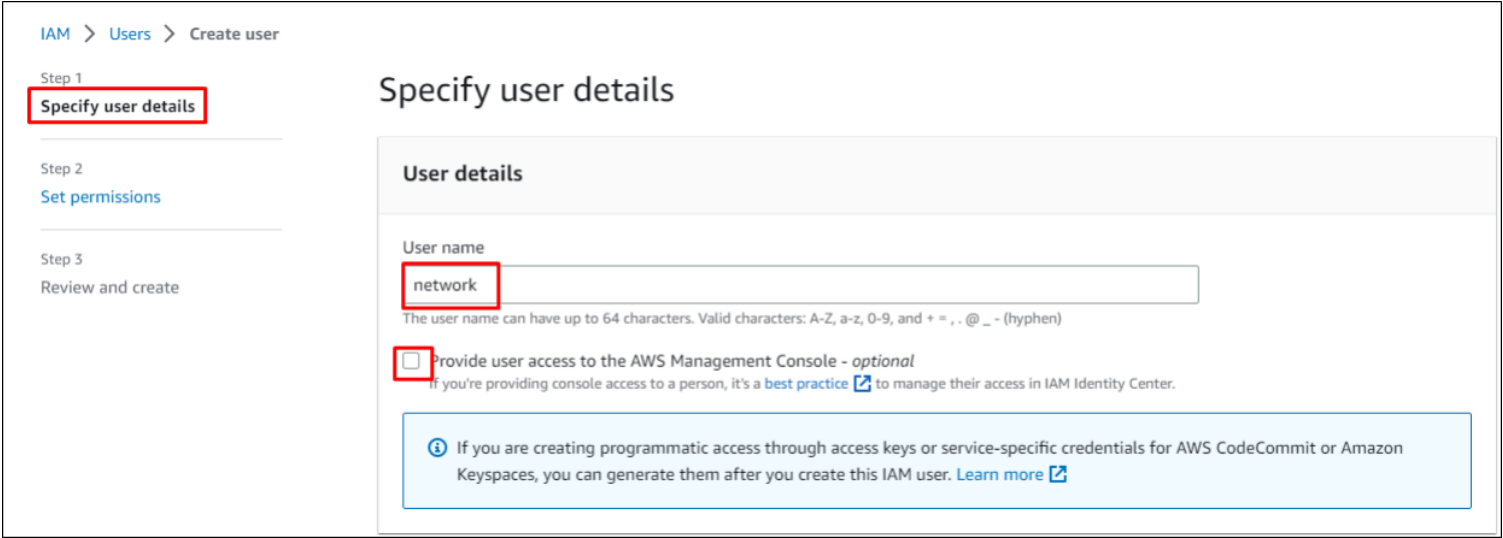 IAM > Users > Create user
Step 1
Specify user details
Step 2
Set permissions
Step 3
Review and create
Specify user details
User details
User name
network
The user name can have up to 64 characters. Valid characters: A-Z, a-z, 0-9, and + = , . @ _ - (hyphen)
Provide user access to the AWS Management Console - optional
If you're providing console access to a person, it's a best practice to manage their access in IAM Identity Center.
If you are creating programmatic access through access keys or service-specific credentials for AWS CodeCommit or Amazon
Keyspaces, you can generate them after you create this IAM user. Learn more